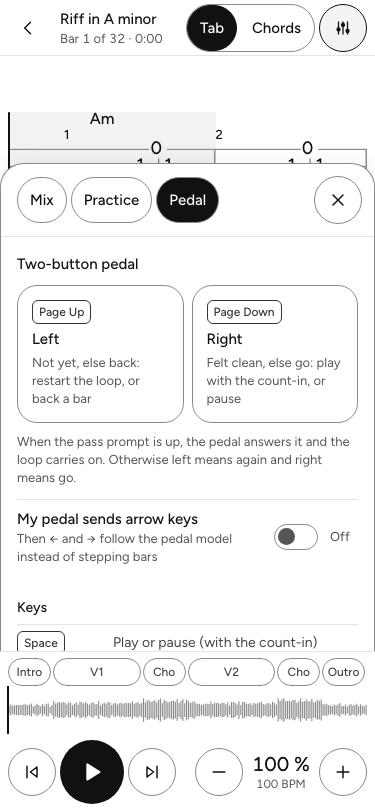 Riff in A minor
Bar 1 of 32 · 0:00
Tab
Chords
Am
1
2
0
0
1 1
1 1
Mix
Practice
Pedal
Two-button pedal
Page Up
Left
Not yet, else back:
restart the loop, or
back a bar
Page Down
Right
Felt clean, else go: play
with the count-in, or
pause
When the pass prompt is up, the pedal answers it and the
loop carries on. Otherwise left means again and right
means go.
My pedal sends arrow keys
Then ← and → follow the pedal model
instead of stepping bars
Off
Keys
Space
Play or pause (with the count-in)
Intro
V1
Cho
V2
Cho
Outro
100 %
100 BPM